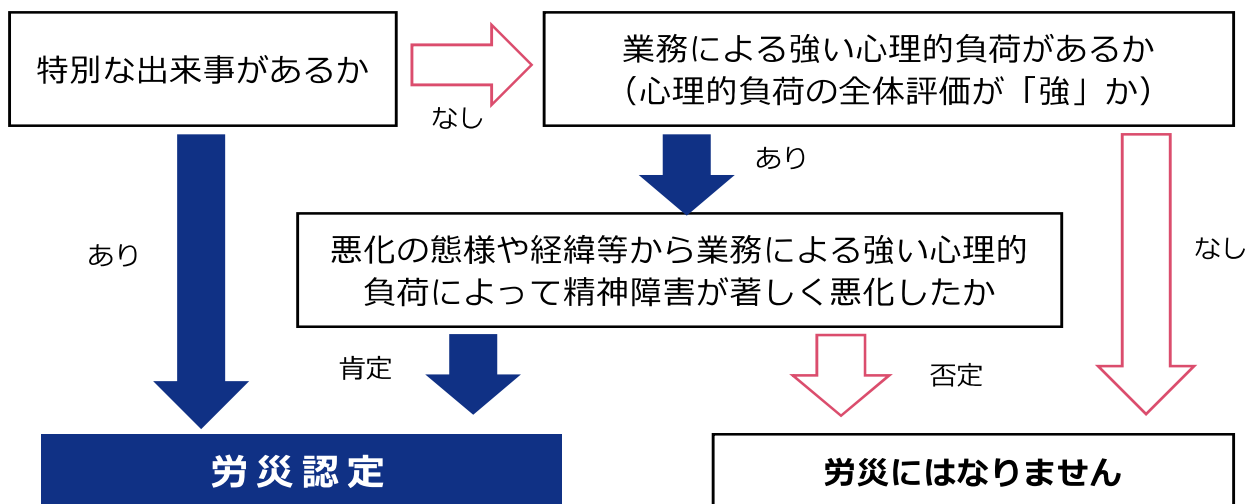 特別な出来事があるか
なし
業務による強い心理的負荷があるか
（心理的負荷の全体評価が「強」か）
あり
あり
なし
悪化の態様や経緯等から業務による強い心理的
負荷によって精神障害が著しく悪化したか
肯定
否定
労災認定
労災にはなりません